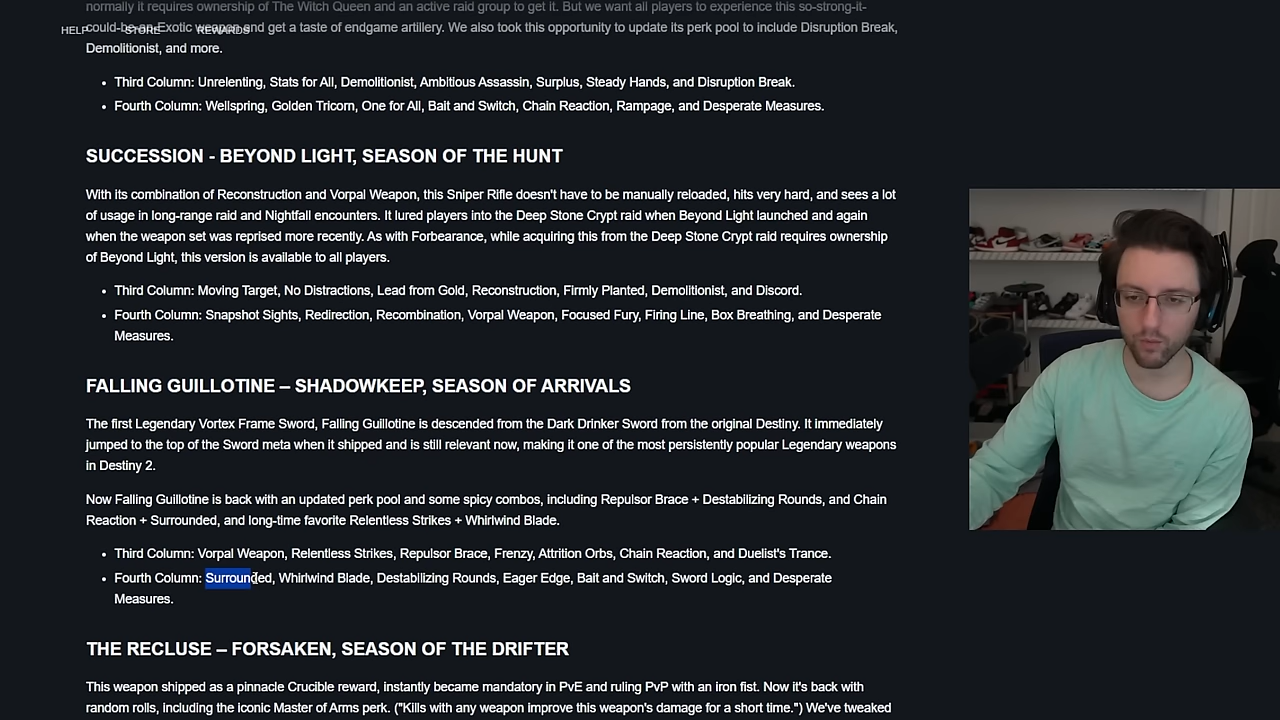 normally it requires ownership of The Witch Queen and an active raid group to get it. But we want all players to experience this so-strong-it-
HELP STORE REWARDS
could-be-an Exotic weapon and get a taste of endgame artillery. We also took this opportunity to update its perk pool to include Disruption Break,
Demolitionist, and more.
• Third Column: Unrelenting, Stats for All, Demolitionist, Ambitious Assassin, Surplus, Steady Hands, and Disruption Break.
• Fourth Column: Wellspring, Golden Tricorn, One for All, Bait and Switch, Chain Reaction, Rampage, and Desperate Measures.
SUCCESSION - BEYOND LIGHT, SEASON OF THE HUNT
With its combination of Reconstruction and Vorpal Weapon, this Sniper Rifle doesn't have to be manually reloaded, hits very hard, and sees a lot
of usage in long-range raid and Nightfall encounters. It lured players into the Deep Stone Crypt raid when Beyond Light launched and again
when the weapon set was reprised more recently. As with Forbearance, while acquiring this from the Deep Stone Crypt raid requires ownership
of Beyond Light, this version is available to all players.
• Third Column: Moving Target, No Distractions, Lead from Gold, Reconstruction, Firmly Planted, Demolitionist, and Discord.
• Fourth Column: Snapshot Sights, Redirection, Recombination, Vorpal Weapon, Focused Fury, Firing Line, Box Breathing, and Desperate
Measures.
FALLING GUILLOTINE – SHADOWKEEP, SEASON OF ARRIVALS
The first Legendary Vortex Frame Sword, Falling Guillotine is descended from the Dark Drinker Sword from the original Destiny. It immediately
jumped to the top of the Sword meta when it shipped and is still relevant now, making it one of the most persistently popular Legendary weapons
in Destiny 2.
Now Falling Guillotine is back with an updated perk pool and some spicy combos, including Repulsor Brace + Destabilizing Rounds, and Chain
Reaction + Surrounded, and long-time favorite Relentless Strikes + Whirlwind Blade.
• Third Column: Vorpal Weapon, Relentless Strikes, Repulsor Brace, Frenzy, Attrition Orbs, Chain Reaction, and Duelist's Trance.
• Fourth Column: Surrounded, Whirlwind Blade, Destabilizing Rounds, Eager Edge, Bait and Switch, Sword Logic, and Desperate
Measures.
THE RECLUSE – FORSAKEN, SEASON OF THE DRIFTER
This weapon shipped as a pinnacle Crucible reward, instantly became mandatory in PvE and ruling PvP with an iron fist. Now it's back with
random rolls, including the iconic Master of Arms perk. ("Kills with any weapon improve this weapon's damage for a short time.") We've tweaked